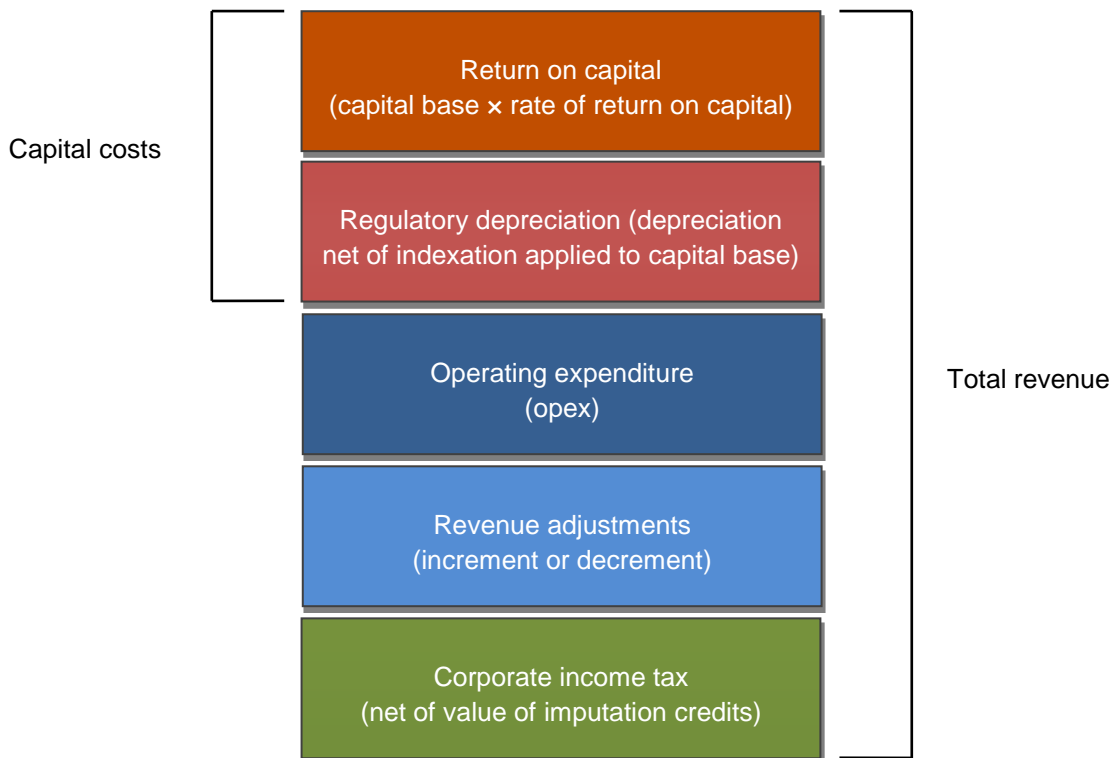 Return on capital
(capital base × rate of return on capital)
Capital costs
Regulatory depreciation (depreciation
net of indexation applied to capital base)
Operating expenditure
(opex)
Total revenue
Revenue adjustments
(increment or decrement)
Corporate income tax
(net of value of imputation credits)